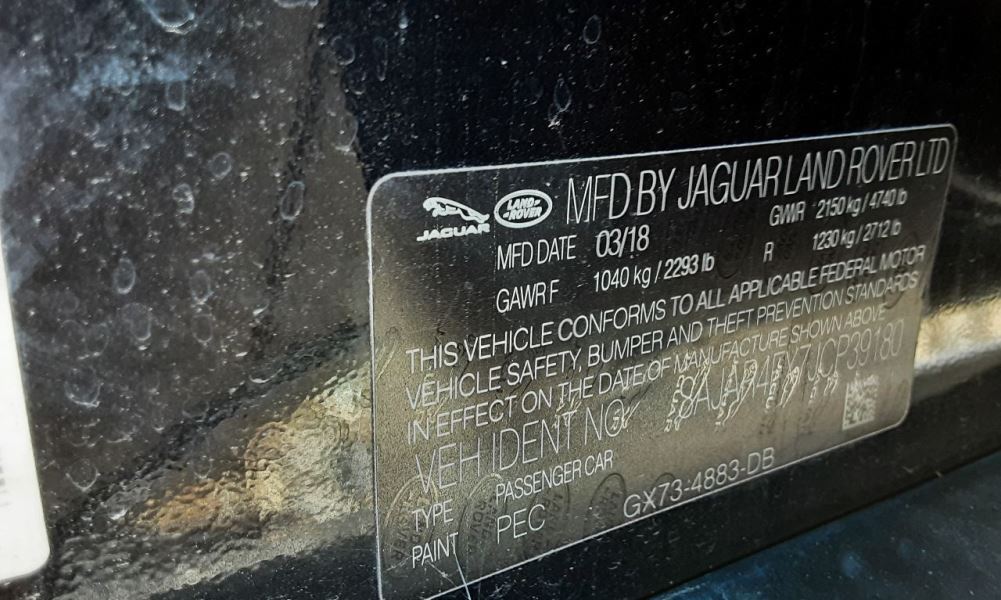 JAGUAR
LAND-
ROVER
MFD BY JAGUAR LAND ROVER LTD
MFD DATE 03/18 GWR 2150 kg / 4740 lb
GAWR F 1040 kg / 2293 lb R 1230 kg / 2712 lb
THIS VEHICLE CONFORMS TO ALL APPLICABLE FEDERAL MOTOR
VEHICLE SAFETY, BUMPER AND THEFT PREVENTION STANDARDS
IN EFFECT ON THE DATE OF MANUFACTURE SHOWN ABOVE
VEH IDENT NO
TYPE PASSENGER CAR
PAINT PEC GX73-4883-DB